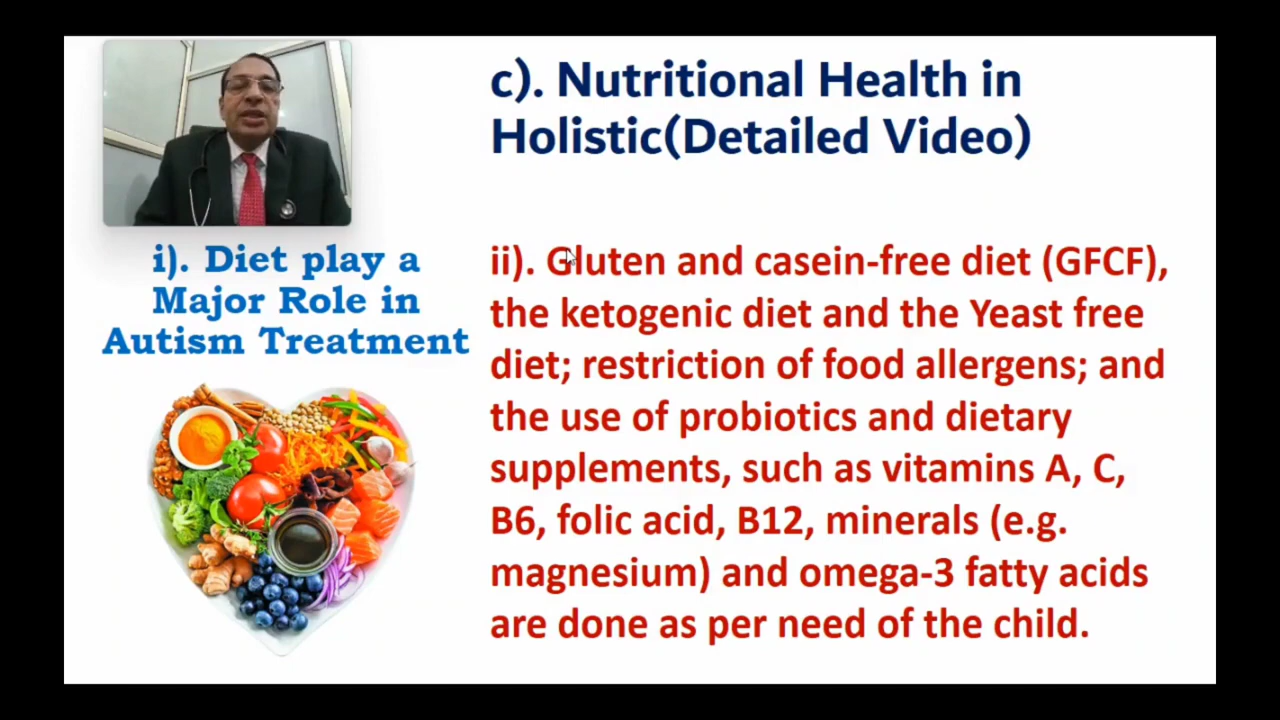 c). Nutritional Health in
Holistic(Detailed Video)
i). Diet play a
Major Role in
Autism Treatment
ii). Gluten and casein-free diet (GFCF),
the ketogenic diet and the Yeast free
diet; restriction of food allergens; and
the use of probiotics and dietary
supplements, such as vitamins A, C,
B6, folic acid, B12, minerals (e.g.
magnesium) and omega-3 fatty acids
are done as per need of the child.